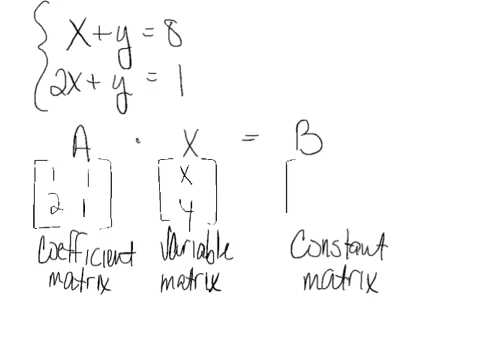 x+y=8
2x+y=1
A · X = B
1 1 x
2 1 y
Coefficient Variable Constant
matrix matrix matrix